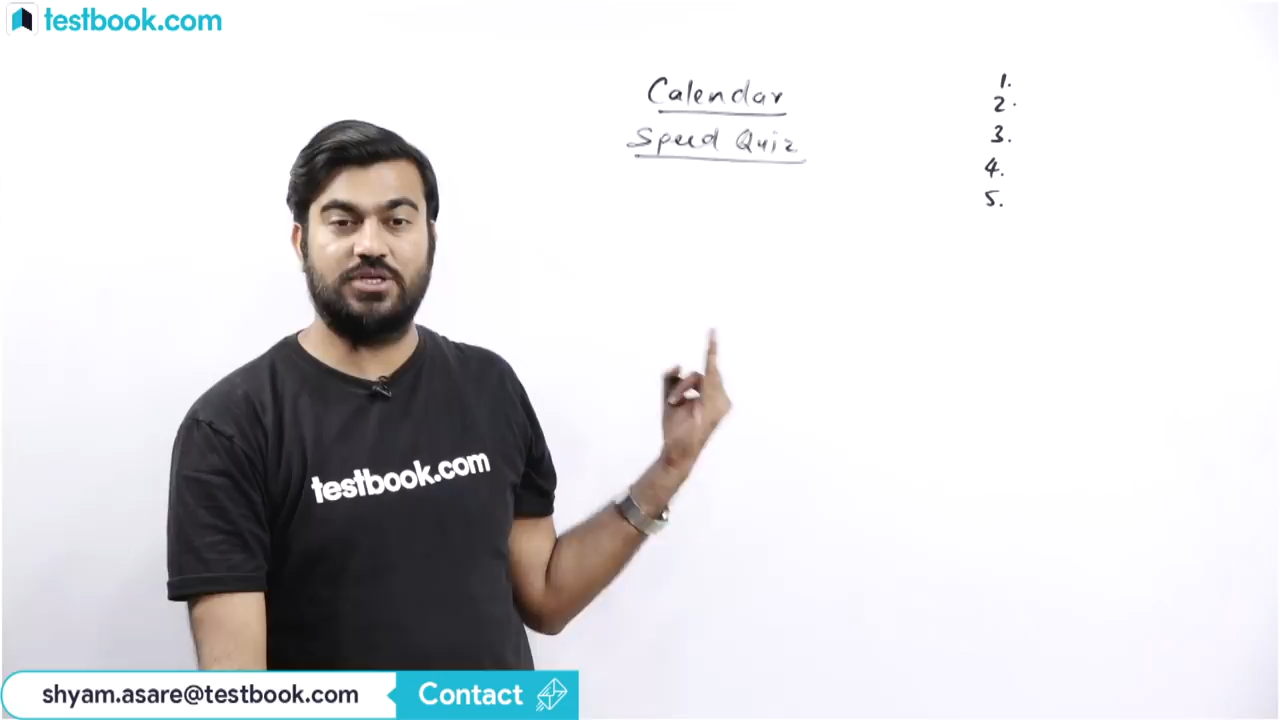 testbook.com
Calendar
Speed Quiz
1.
2.
3.
4.
5.
testbook.com
shyam.asare@testbook.com
Contact